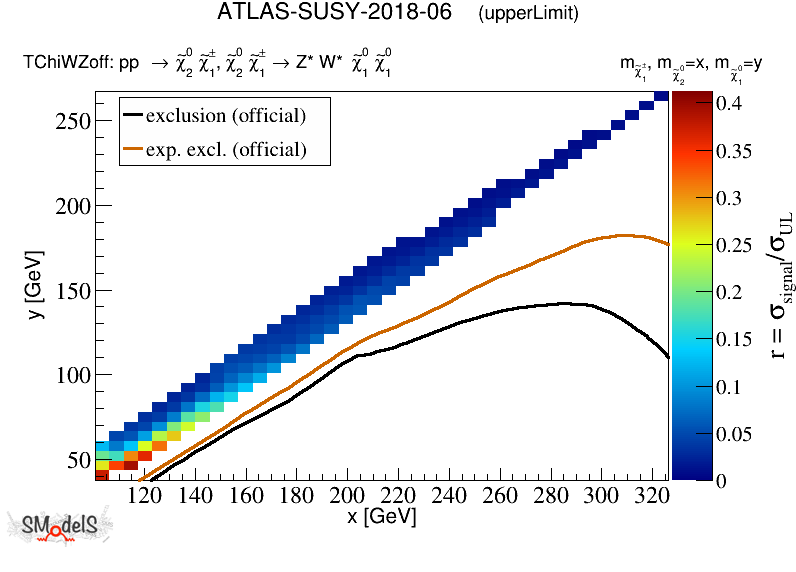 ATLAS-SUSY-2018-06 (upperLimit)
TChiWZoff: pp → χ̃⁰₂ χ̃±₁, χ̃⁰₂ χ̃±₁ → Z* W* χ̃⁰₁ χ̃⁰₁
m_χ̃±₁, m_χ̃⁰₂=x, m_χ̃⁰₁=y
exclusion (official)
exp. excl. (official)
y [GeV]
250
200
150
100
50
120 140 160 180 200 220 240 260 280 300 320
x [GeV]
0.4
0.35
0.3
0.25
0.2
0.15
0.1
0.05
0
r = σsignal/σUL
SModelS